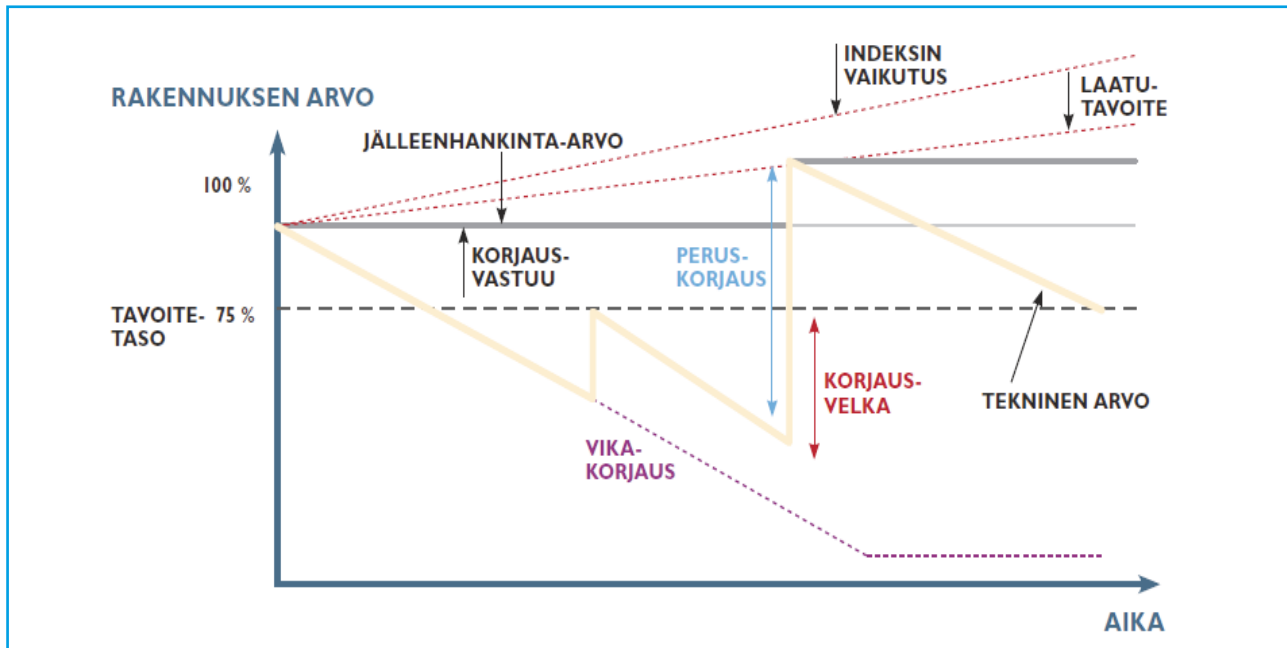 INDEKSIN
VAIKUTUS
LAATU-
TAVOITE
RAKENNUKSEN ARVO
JÄLLEENHANKINTA-ARVO
100 %
KORJAUS-
VASTUU
PERUS-
KORJAUS
TAVOITE- 75 %
TASO
KORJAUS-
VELKA
TEKNINEN ARVO
VIKA-
KORJAUS
AIKA